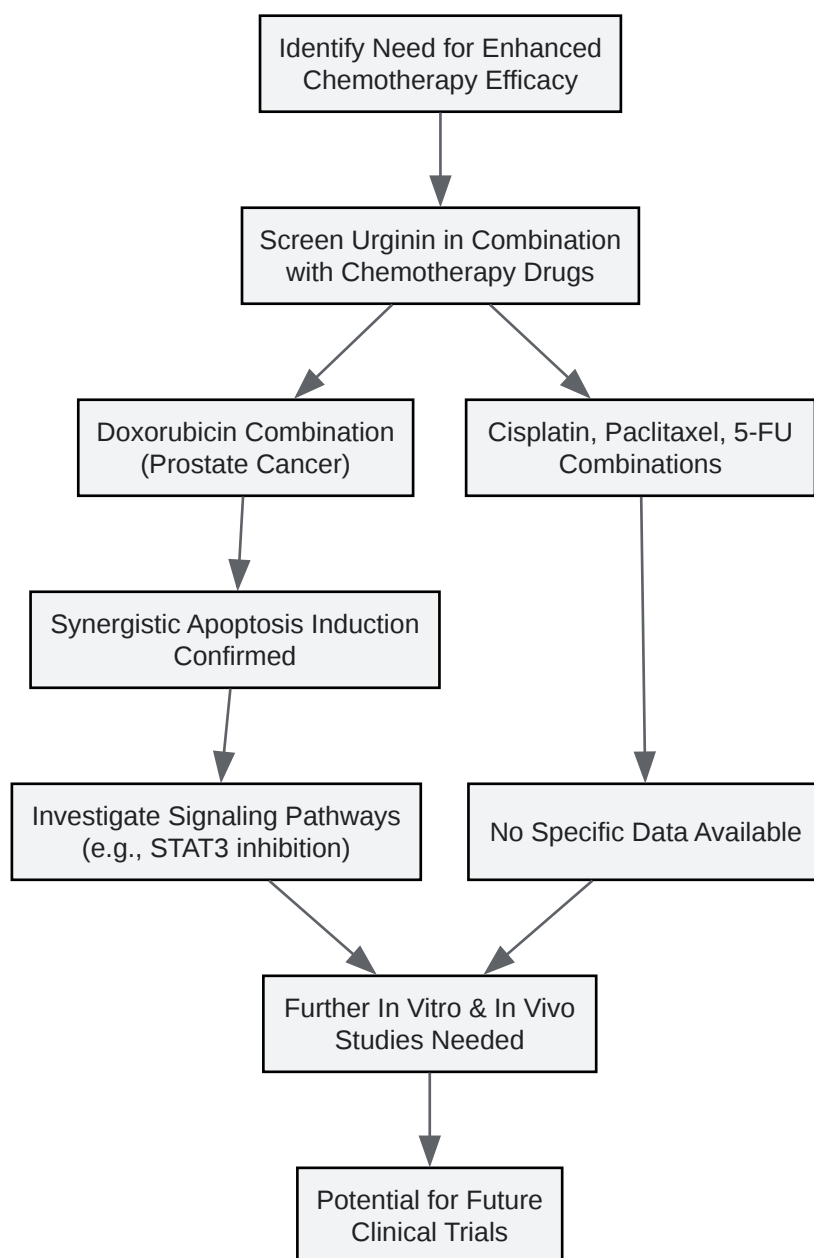 Identify Need for Enhanced
Chemotherapy Efficacy
Screen Urginin in Combination
with Chemotherapy Drugs
Doxorubicin Combination
(Prostate Cancer)
Cisplatin, Paclitaxel, 5-FU
Combinations
Synergistic Apoptosis Induction
Confirmed
Investigate Signaling Pathways
(e.g., STAT3 inhibition)
No Specific Data Available
Further In Vitro & In Vivo
Studies Needed
Potential for Future
Clinical Trials